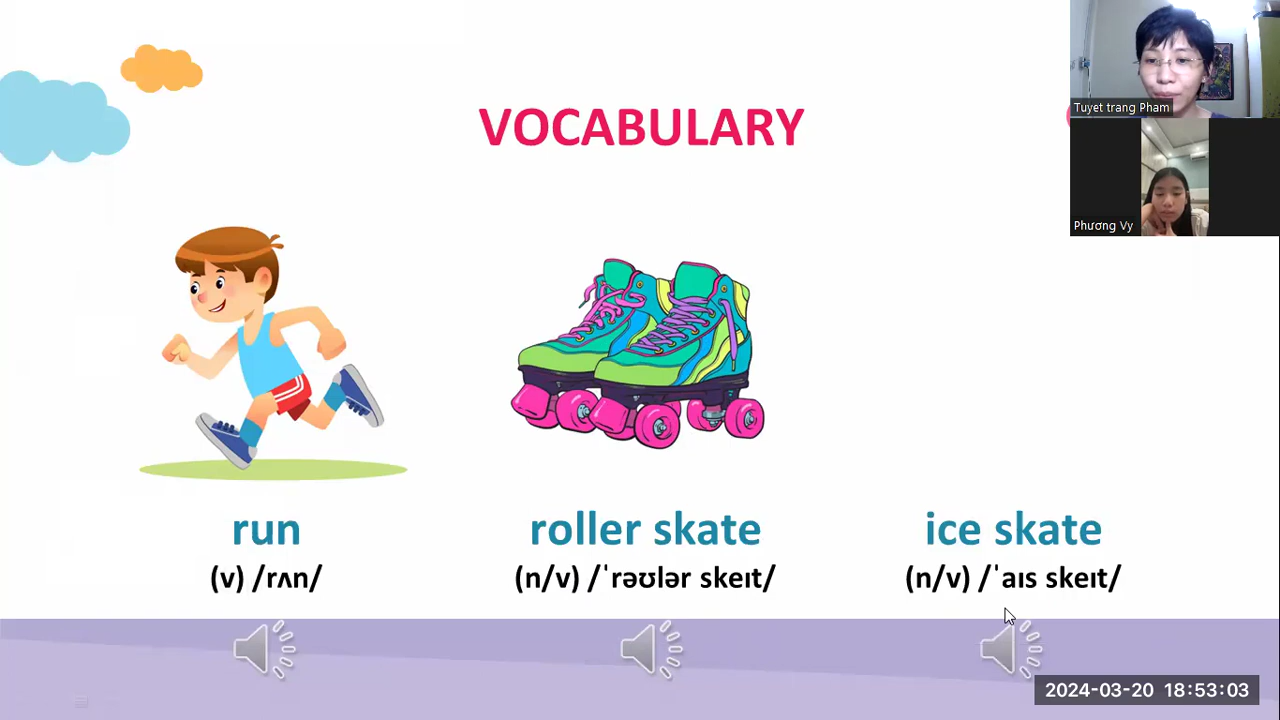 VOCABULARY
Tuyet trang Pham
Phương Vy
run
(v) /rʌn/
roller skate
(n/v) /ˈrəʊlər skeɪt/
ice skate
(n/v) /ˈaɪs skeɪt/
2024-03-20 18:53:03